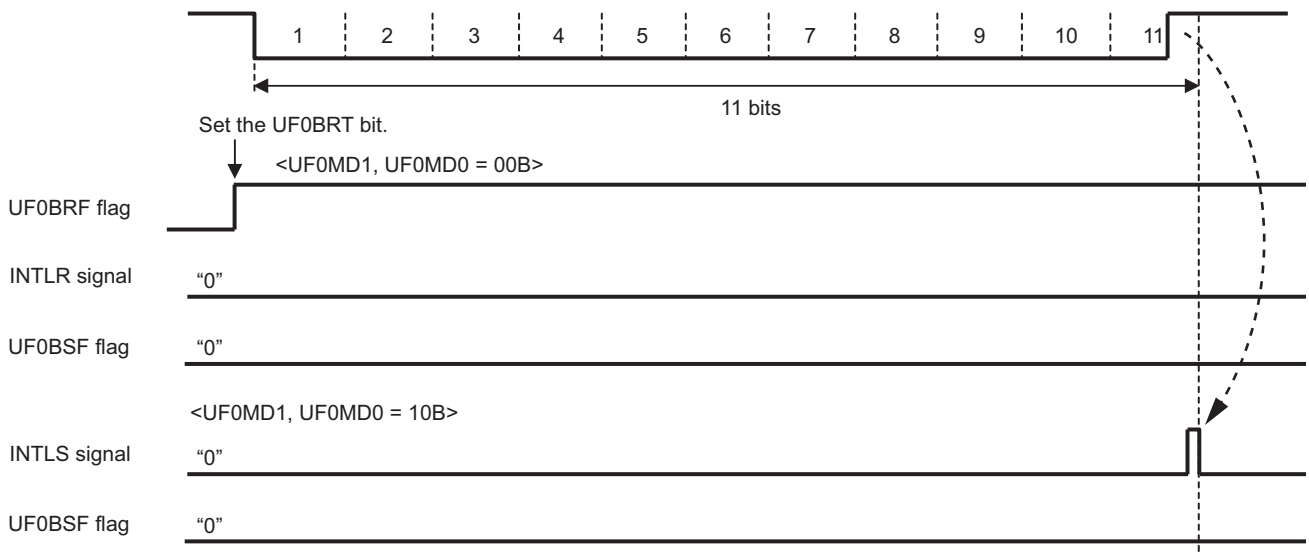 1 2 3 4 5 6 7 8 9 10 11
11 bits
Set the UF0BRT bit.
<UF0MD1, UF0MD0 = 00B>
UF0BRF flag
INTLR signal “0”
UF0BSF flag “0”
<UF0MD1, UF0MD0 = 10B>
INTLS signal “0”
UF0BSF flag “0”